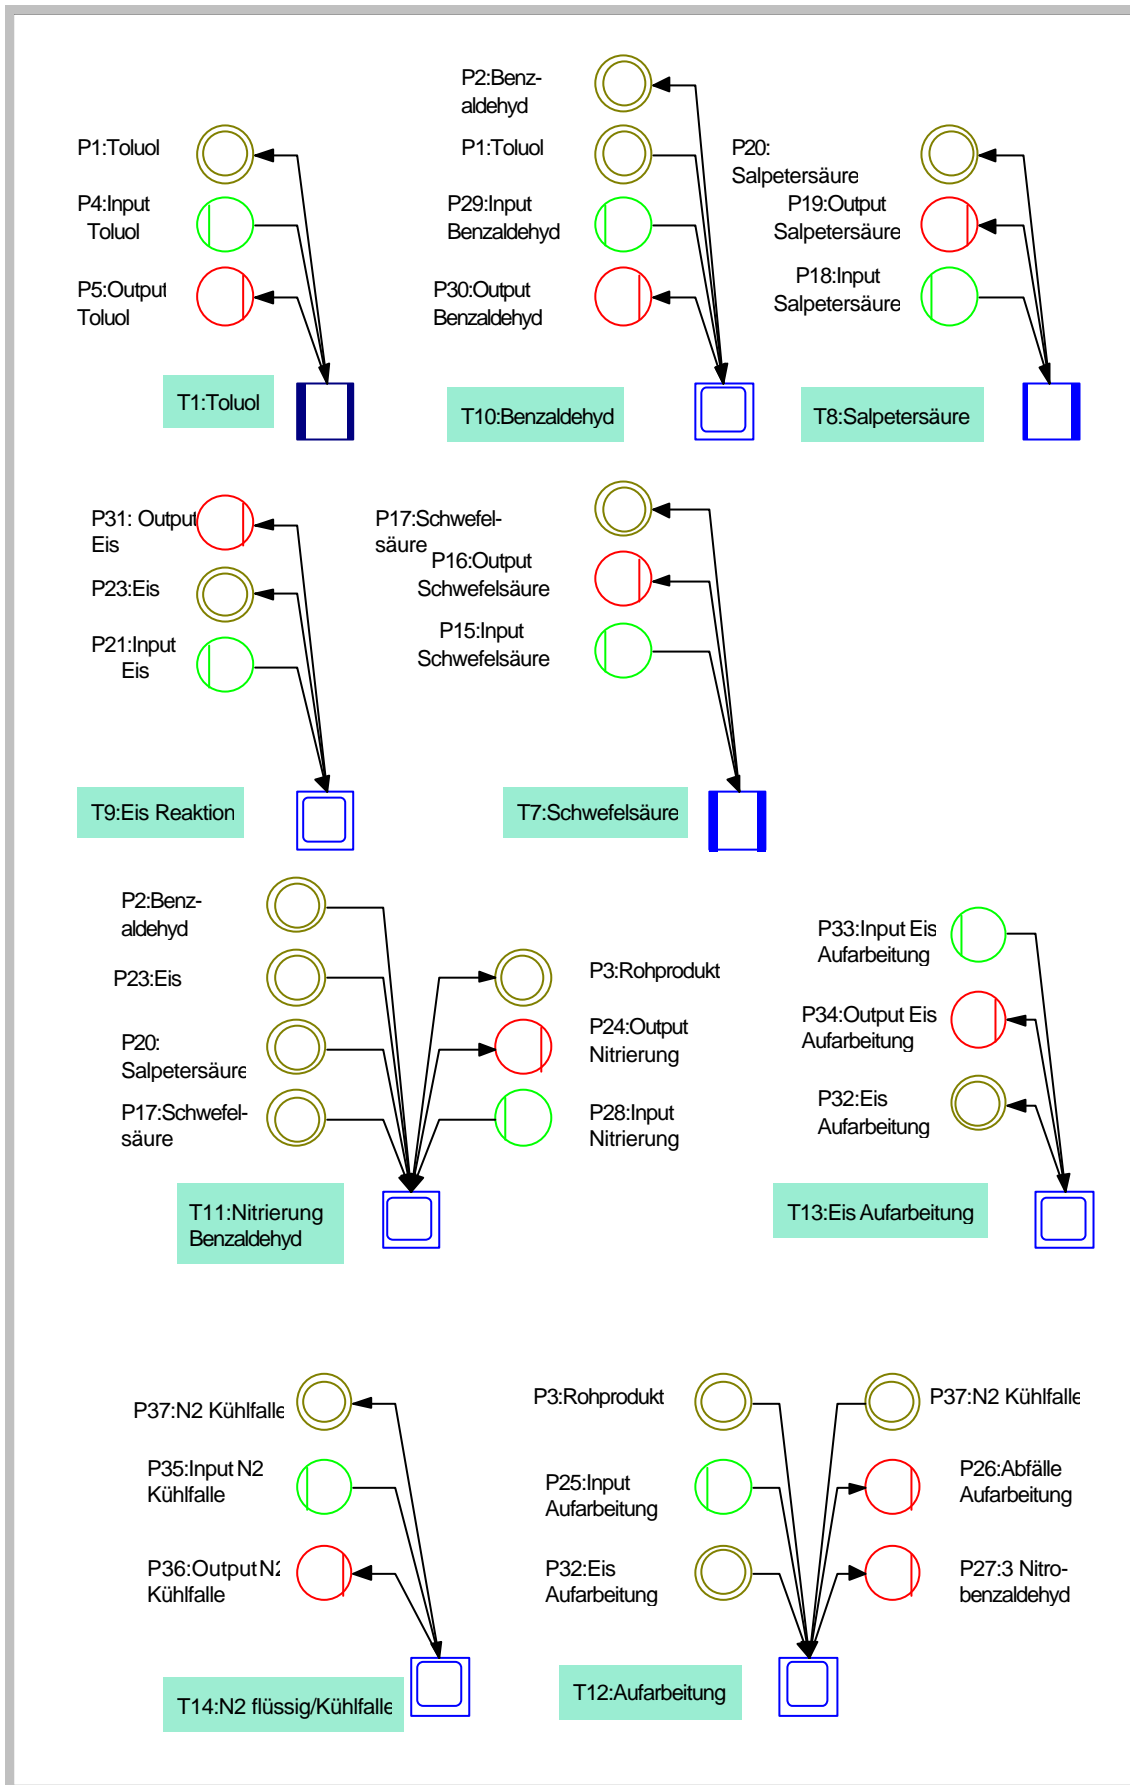 P1:Toluol
P4:Input
Toluol
P5:Output
Toluol
T1:Toluol
P2:Benz-
aldehyd
P1:Toluol
P29:Input
Benzaldehyd
P30:Output
Benzaldehyd
T10:Benzaldehyd
P20:
Salpetersäure
P19:Output
Salpetersäure
P18:Input
Salpetersäure
T8:Salpetersäure
P31: Output
Eis
P23:Eis
P21:Input
Eis
T9:Eis Reaktion
P17:Schwefel-
säure
P16:Output
Schwefelsäure
P15:Input
Schwefelsäure
T7:Schwefelsäure
P2:Benz-
aldehyd
P23:Eis
P20:
Salpetersäure
P17:Schwefel-
säure
P3:Rohprodukt
P24:Output
Nitrierung
P28:Input
Nitrierung
T11:Nitrierung
Benzaldehyd
P33:Input Eis
Aufarbeitung
P34:Output Eis
Aufarbeitung
P32:Eis
Aufarbeitung
T13:Eis Aufarbeitung
P37:N2 Kühlfalle
P35:Input N2
Kühlfalle
P36:Output N2
Kühlfalle
T14:N2 flüssig/Kühlfalle
P3:Rohprodukt
P25:Input
Aufarbeitung
P32:Eis
Aufarbeitung
P37:N2 Kühlfalle
P26:Abfälle
Aufarbeitung
P27:3 Nitro-
benzaldehyd
T12:Aufarbeitung